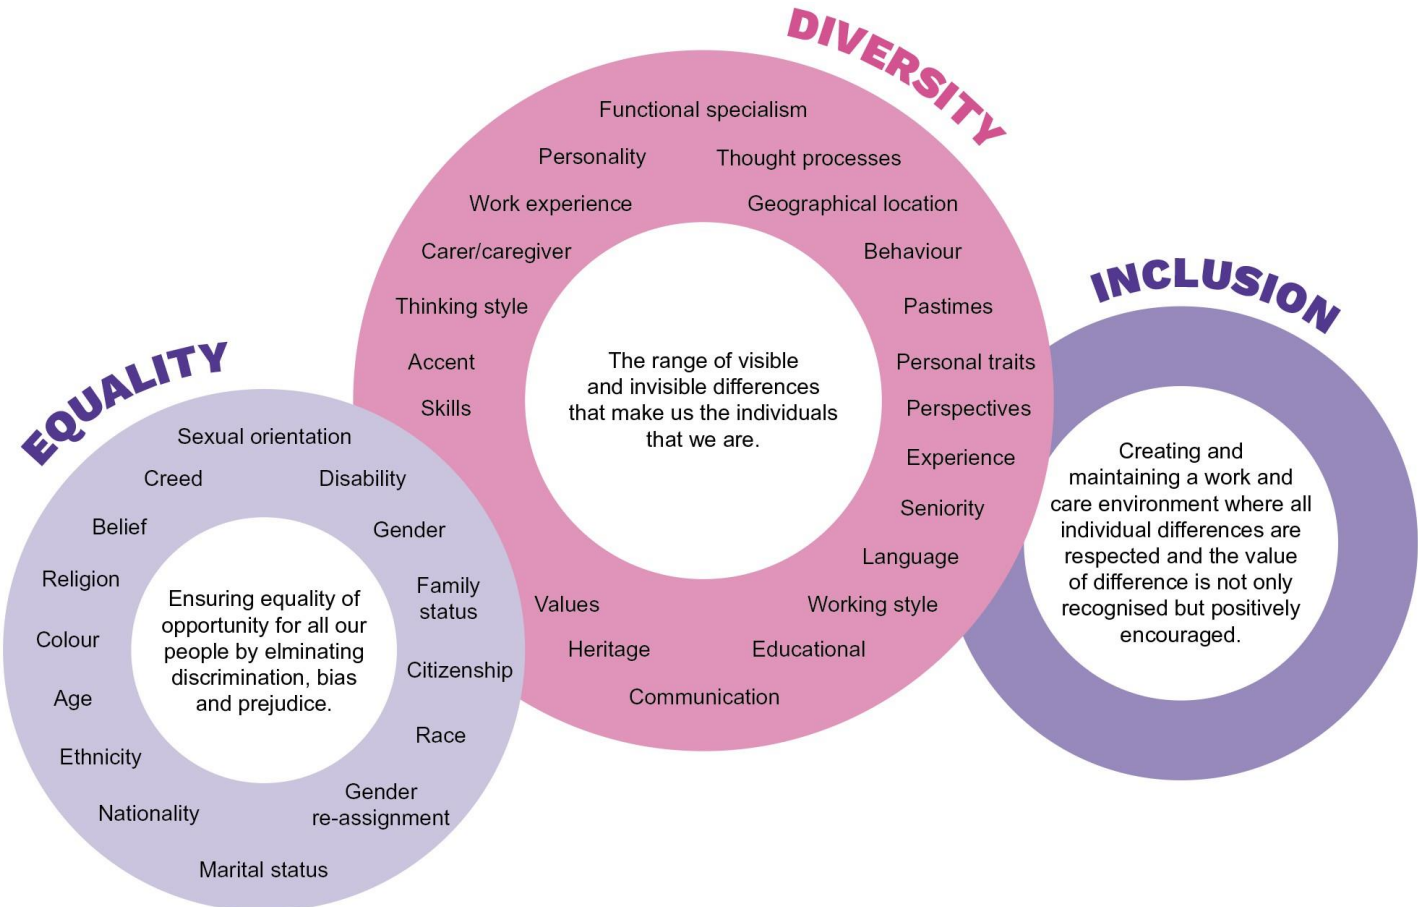 DIVERSITY
Functional specialism
Personality
Thought processes
Work experience
Geographical location
Carer/caregiver
Behaviour
Thinking style
Pastimes
Accent
Personal traits
Skills
Perspectives
Experience
Seniority
Language
Values
Working style
Heritage
Educational
Communication
The range of visible
and invisible differences
that make us the individuals
that we are.
EQUALITY
Sexual orientation
Creed
Disability
Belief
Gender
Religion
Family
status
Colour
Citizenship
Age
Race
Ethnicity
Gender
re-assignment
Nationality
Marital status
Ensuring equality of
opportunity for all our
people by elminating
discrimination, bias
and prejudice.
INCLUSION
Creating and
maintaining a work and
care environment where all
individual differences are
respected and the value
of difference is not only
recognised but positively
encouraged.